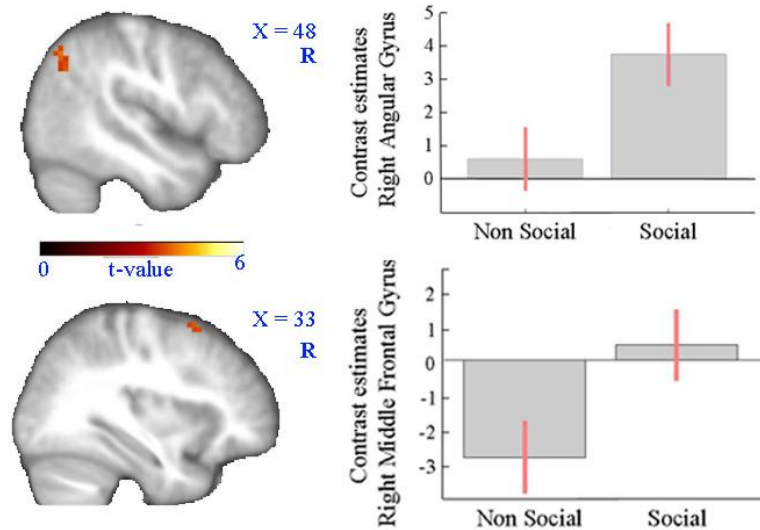 X = 48
R
Contrast estimates
Right Angular Gyrus
5
4
3
2
1
0
Non Social
Social
0
t-value
6
X = 33
R
Contrast estimates
Right Middle Frontal Gyrus
2
1
0
-1
-2
-3
Non Social
Social